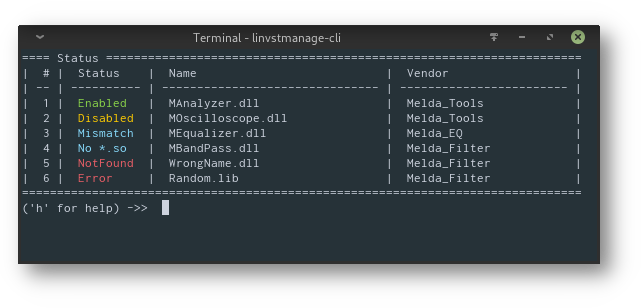 Terminal - linvstmanage-cli
==== Status ===================================================================
|  # |  Status    |  Name                           |  Vendor                  |
| -- | ---------- | ------------------------------- | ------------------------ |
|  1 |  Enabled   |  MAnalyzer.dll                  |  Melda_Tools             |
|  2 |  Disabled  |  MOscilloscope.dll              |  Melda_Tools             |
|  3 |  Mismatch  |  MEqualizer.dll                 |  Melda_EQ                |
|  4 |  No *.so   |  MBandPass.dll                  |  Melda_Filter            |
|  5 |  NotFound  |  WrongName.dll                  |  Melda_Filter            |
|  6 |  Error     |  Random.lib                     |  Melda_Filter            |
================================================================================
('h' for help) ->>